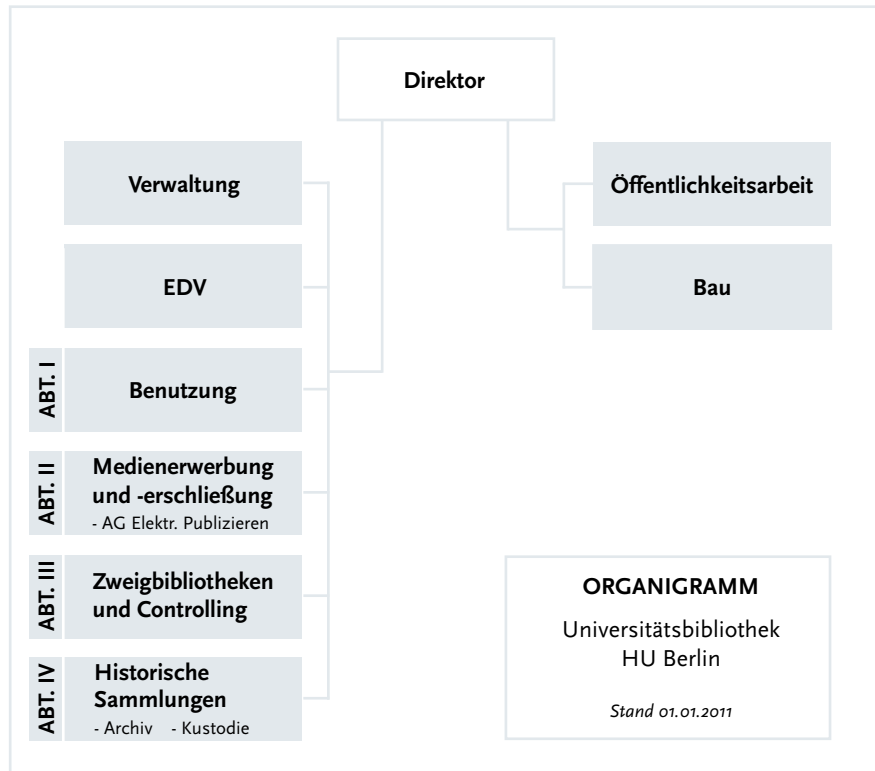 Direktor
Verwaltung
Öffentlichkeitsarbeit
EDV
Bau
ABT. I
Benutzung
ABT. II
Medienerwerbung
und -erschließung
- AG Elektr. Publizieren
ABT. III
Zweigbibliotheken
und Controlling
ABT. IV
Historische
Sammlungen
- Archiv - Kustodie
ORGANIGRAMM
Universitätsbibliothek
HU Berlin
Stand 01.01.2011